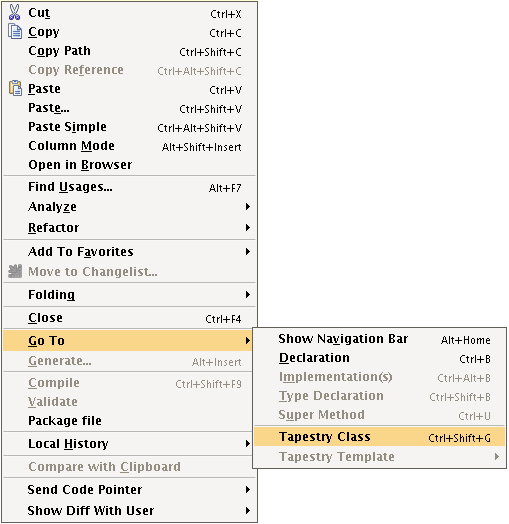 Cut Ctrl+X
Copy Ctrl+C
Copy Path Ctrl+Shift+C
Copy Reference Ctrl+Alt+Shift+C
Paste Ctrl+V
Paste... Ctrl+Shift+V
Paste Simple Ctrl+Alt+Shift+V
Column Mode Alt+Shift+Insert
Open in Browser
Find Usages... Alt+F7
Analyze
Refactor
Add To Favorites
Move to Changelist...
Folding
Close Ctrl+F4
Go To
Generate... Alt+Insert
Compile Ctrl+Shift+F9
Validate
Package file
Local History
Compare with Clipboard
Send Code Pointer
Show Diff With User
Show Navigation Bar Alt+Home
Declaration Ctrl+B
Implementation(s) Ctrl+Alt+B
Type Declaration Ctrl+Shift+B
Super Method Ctrl+U
Tapestry Class Ctrl+Shift+G
Tapestry Template